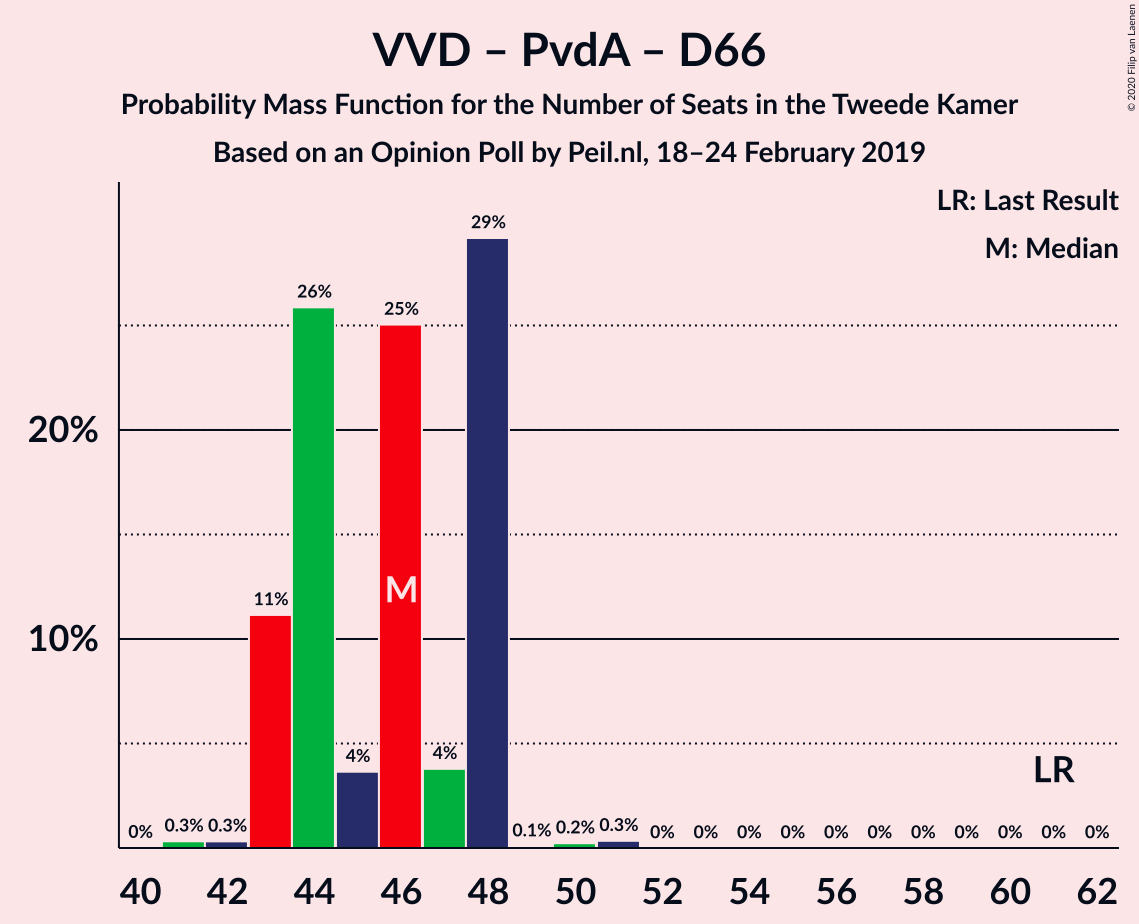 VVD – PvdA – D66
Probability Mass Function for the Number of Seats in the Tweede Kamer
Based on an Opinion Poll by Peil.nl, 18–24 February 2019
© 2020 Filip van Laenen
LR: Last Result
M: Median
29%
26%
25%
20%
M
11%
10%
4%
4%
LR
0% 0.3% 0.3% 0.1% 0.2% 0.3% 0% 0% 0% 0% 0% 0% 0% 0% 0% 0% 0%
40 42 44 46 48 50 52 54 56 58 60 62